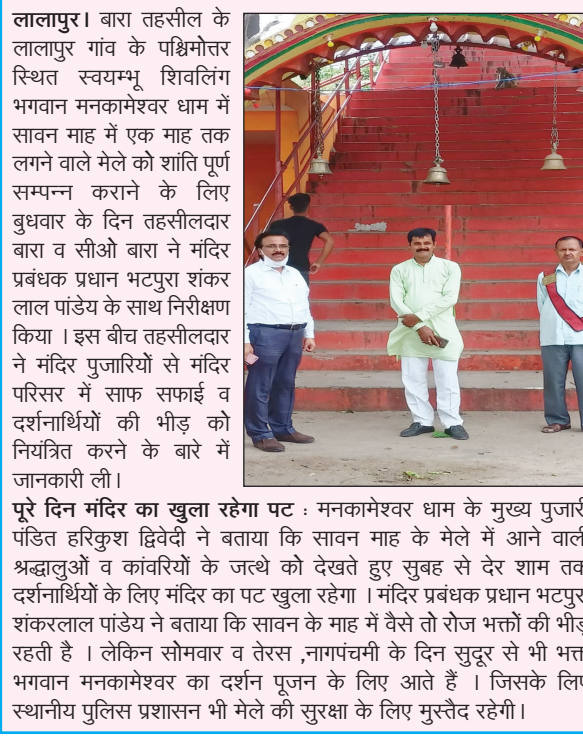 लालापुर। बारा तहसील के
लालापुर गांव के पश्चिमोत्तर
स्थित स्वयम्भू शिवलिंग
भगवान मनकामेश्वर धाम में
सावन माह में एक माह तक
लगने वाले मेले को शांति पूर्ण
सम्पन्न कराने के लिए
बुधवार के दिन तहसीलदार
बारा व सीओ बारा ने मंदिर
प्रबंधक प्रधान भटपुरा शंकर
लाल पांडेय के साथ निरीक्षण
किया । इस बीच तहसीलदार
ने मंदिर पुजारियों से मंदिर
परिसर में साफ सफाई व
दर्शनार्थियों की भीड़ को
नियंत्रित करने के बारे में
जानकारी ली।
पूरे दिन मंदिर का खुला रहेगा पट : मनकामेश्वर धाम के मुख्य पुजारी
पंडित हरिकुश द्विवेदी ने बताया कि सावन माह के मेले में आने वाले
श्रद्धालुओं व कांवरियों के जत्थे को देखते हुए सुबह से देर शाम तक
दर्शनार्थियों के लिए मंदिर का पट खुला रहेगा । मंदिर प्रबंधक प्रधान भटपुरा
शंकरलाल पांडेय ने बताया कि सावन के माह में वैसे तो रोज भक्तों की भीड़
रहती है । लेकिन सोमवार व तेरस ,नागपंचमी के दिन सुदूर से भी भक्त
भगवान मनकामेश्वर का दर्शन पूजन के लिए आते हैं । जिसके लिए
स्थानीय पुलिस प्रशासन भी मेले की सुरक्षा के लिए मुस्तैद रहेगी।